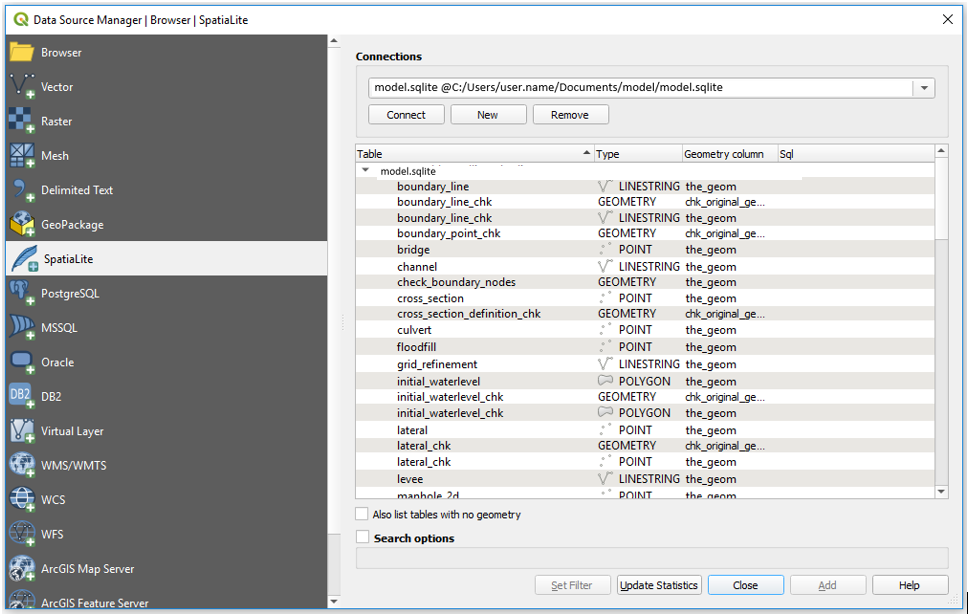 Data Source Manager | Browser | SpatiaLite
Browser
Vector
Raster
Mesh
Delimited Text
GeoPackage
SpatiaLite
PostgreSQL
MSSQL
Oracle
DB2 DB2
Virtual Layer
WMS/WMTS
WCS
WFS
ArcGIS Map Server
ArcGIS Feature Server
Connections
model.sqlite @C:/Users/user.name/Documents/model/model.sqlite
Connect New Remove
Table Type Geometry column Sql
model.sqlite
boundary_line LINESTRING the_geom
boundary_line_chk GEOMETRY chk_original_ge...
boundary_line_chk LINESTRING the_geom
boundary_point_chk GEOMETRY chk_original_ge...
bridge POINT the_geom
channel LINESTRING the_geom
check_boundary_nodes GEOMETRY the_geom
cross_section POINT the_geom
cross_section_definition_chk GEOMETRY chk_original_ge...
culvert POINT the_geom
floodfill POINT the_geom
grid_refinement LINESTRING the_geom
initial_waterlevel POLYGON the_geom
initial_waterlevel_chk GEOMETRY chk_original_ge...
initial_waterlevel_chk POLYGON the_geom
lateral POINT the_geom
lateral_chk GEOMETRY chk_original_ge...
lateral_chk POINT the_geom
levee LINESTRING the_geom
manhole_2d POINT the_geom
Also list tables with no geometry
Search options
Set Filter Update Statistics Close Add Help